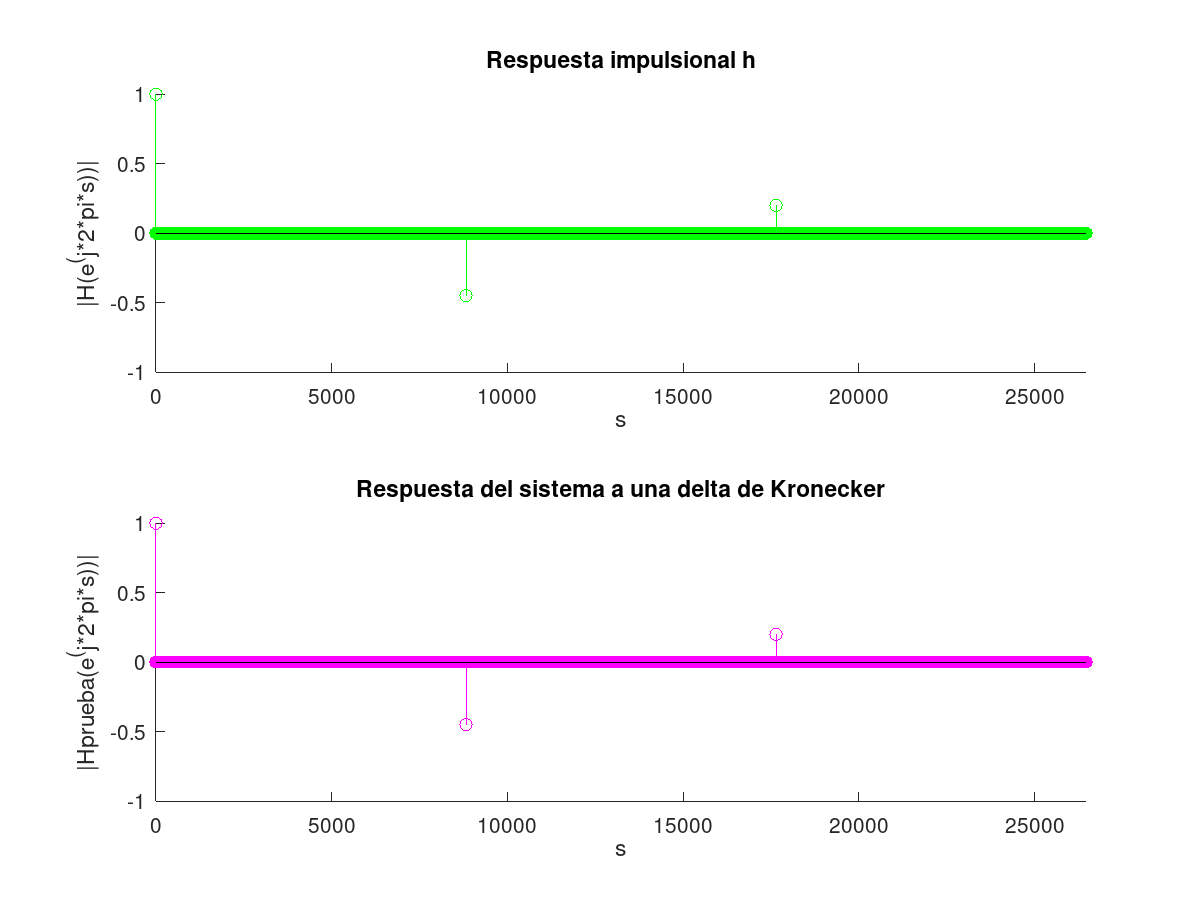 Respuesta impulsional h
|H(e(j*2*pi*s))|
1
0.5
0
-0.5
-1
0 5000 10000 15000 20000 25000
s
Respuesta del sistema a una delta de Kronecker
|Hprueba(e(j*2*pi*s))|
1
0.5
0
-0.5
-1
0 5000 10000 15000 20000 25000
s